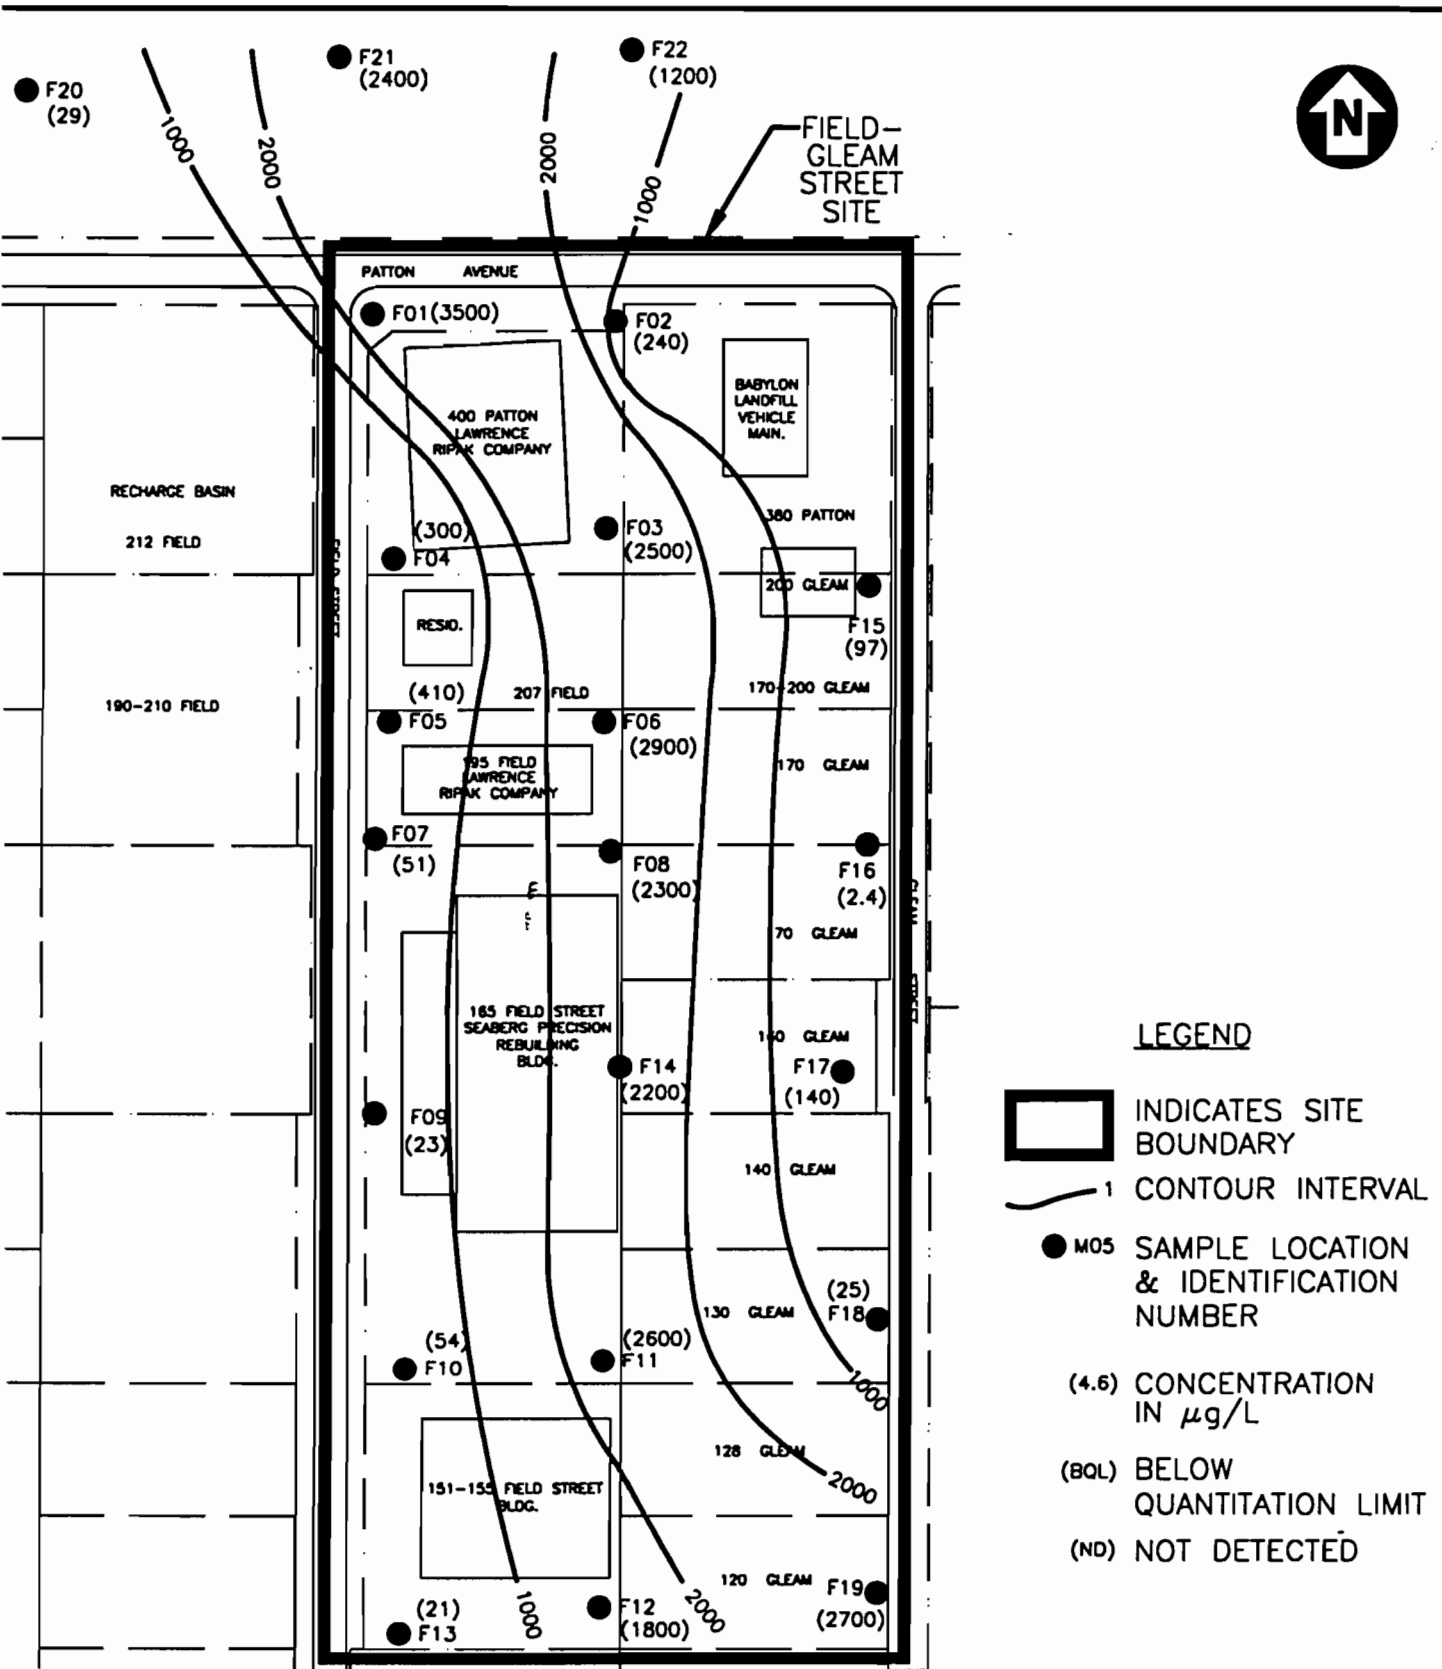 F20
(29)
F21
(2400)
F22
(1200)
N
1000
2000
2000
1000
FIELD-
GLEAM
STREET
SITE
PATTON AVENUE
F01(3500)
F02
(240)
400 PATTON
LAWRENCE
RIPAK COMPANY
BABYLON
LANDFILL
VEHICLE
MAIN.
RECHARGE BASIN
212 FIELD
(300)
F04
F03
(2500)
380 PATTON
200 GLEAM
F15
(97)
RESID.
190-210 FIELD
(410)
F05
207 FIELD
F06
(2900)
170-200 GLEAM
195 FIELD
LAWRENCE
RIPAK COMPANY
170 GLEAM
F07
(51)
F08
(2300)
F16
(2.4)
70 GLEAM
165 FIELD STREET
SEABERG PRECISION
REBUILDING
BLDG.
160 GLEAM
F14
(2200)
F17
(140)
F09
(23)
140 GLEAM
(25)
F18
130 GLEAM
(54)
F10
(2600)
F11
1000
128 GLEAM
2000
151-155 FIELD STREET
BLDG.
120 GLEAM
F19
(2700)
1000
2000
(21)
F13
F12
(1800)
LEGEND
INDICATES SITE
BOUNDARY
1 CONTOUR INTERVAL
M05 SAMPLE LOCATION
& IDENTIFICATION
NUMBER
(4.6) CONCENTRATION
IN µg/L
(BQL) BELOW
QUANTITATION LIMIT
(ND) NOT DETECTED